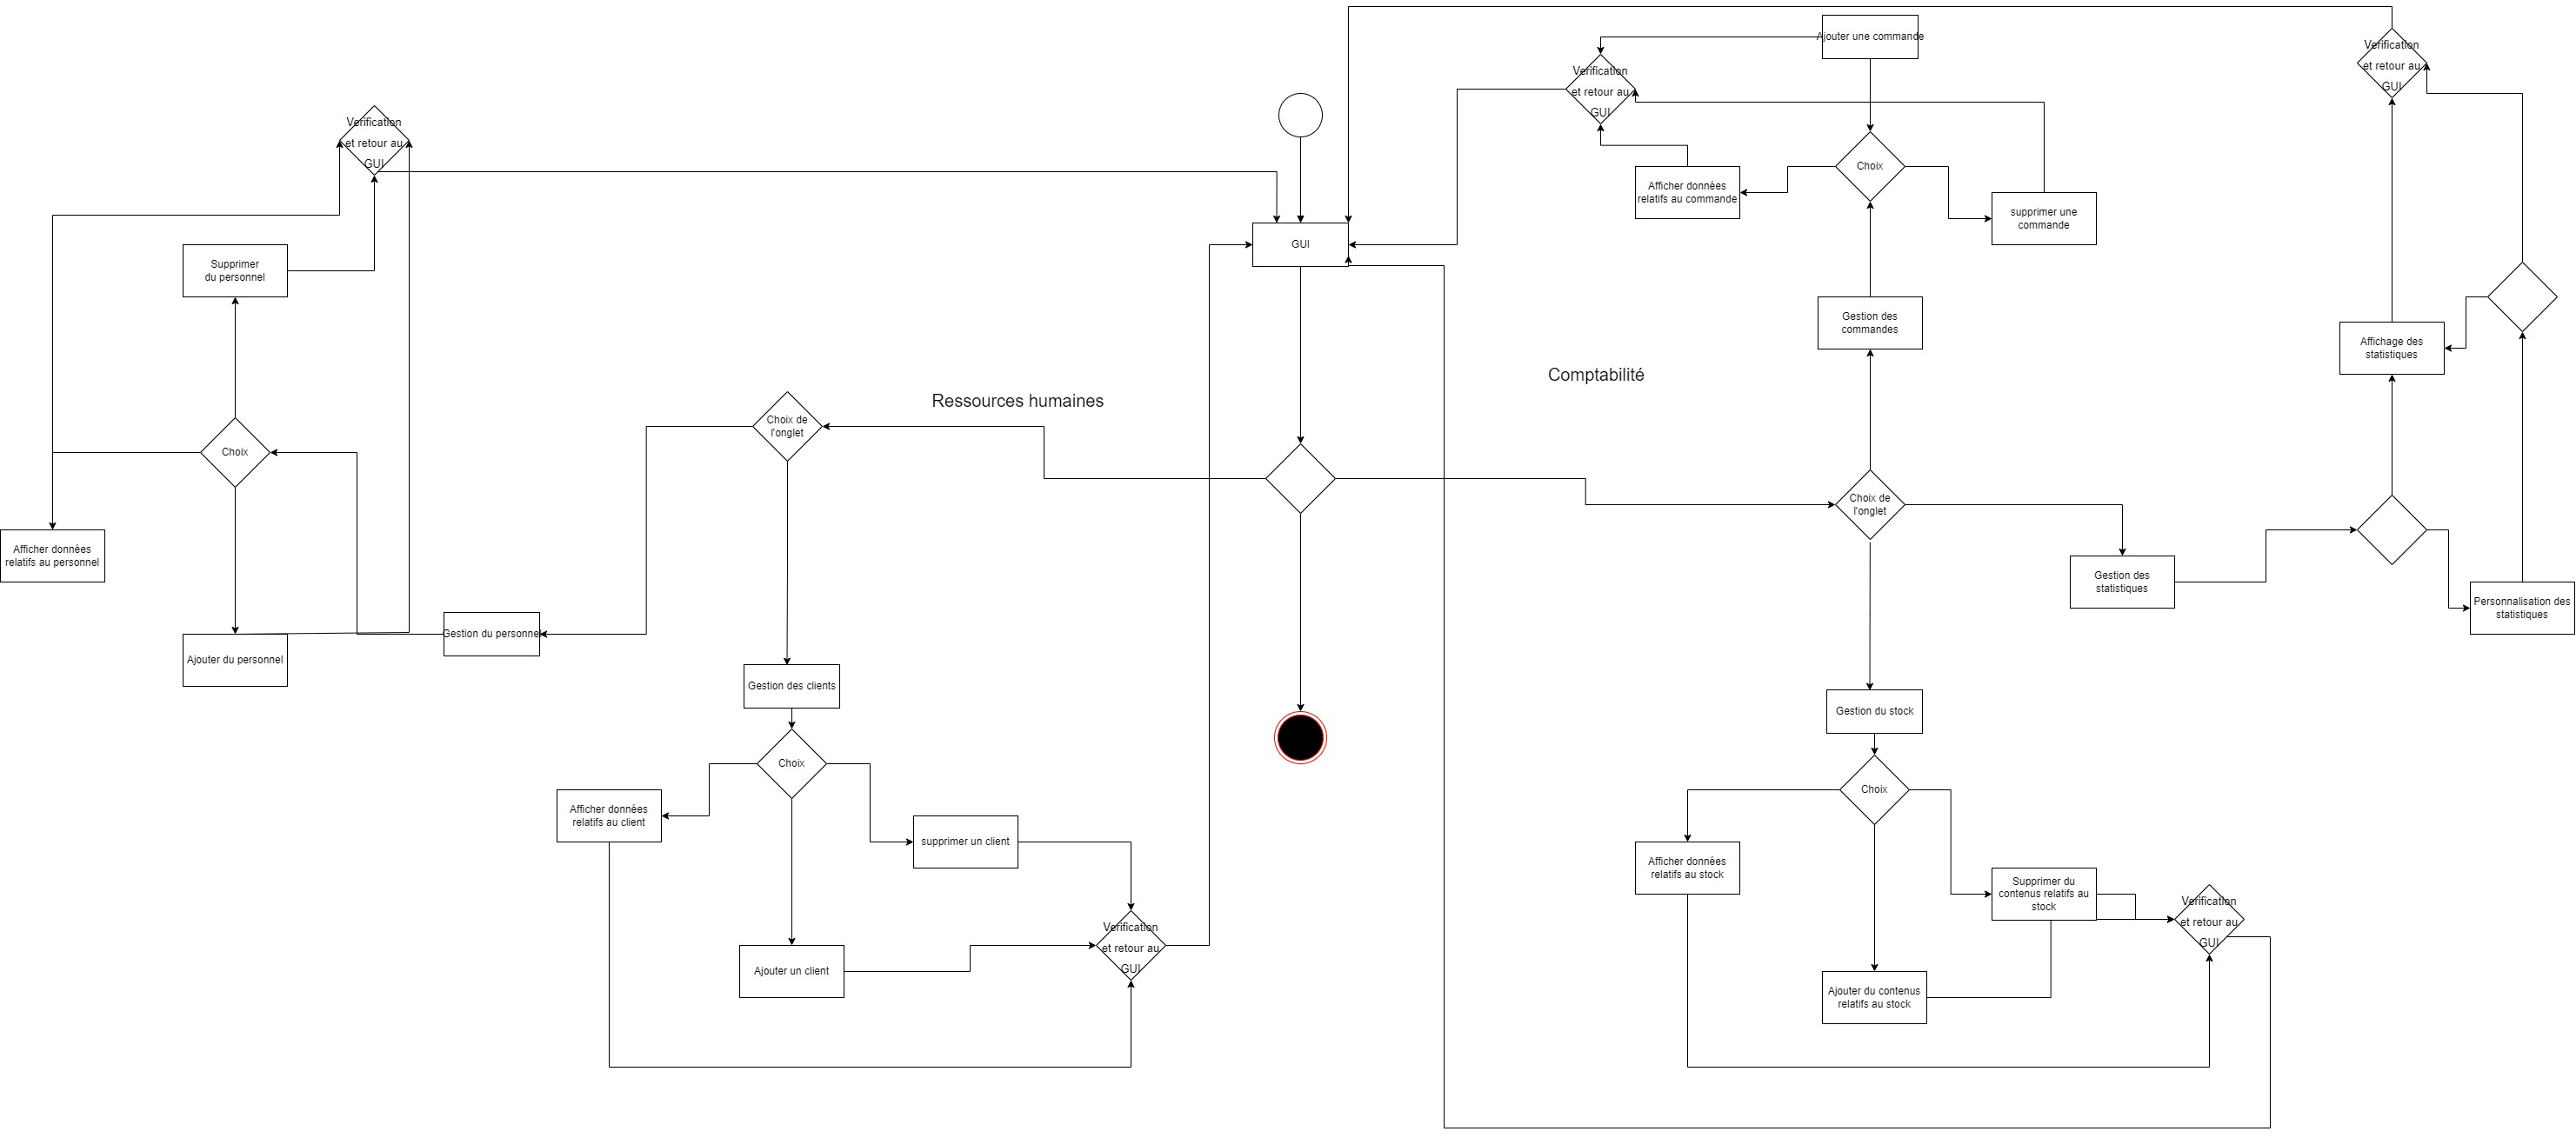 Ajouter une commande
Verification
et retour au
GUI
Verification
et retour au
GUI
Verification
et retour au
GUI
Choix
Afficher données
relatifs au commande
supprimer une
commande
GUI
Supprimer
du personnel
Gestion des
commandes
Affichage des
statistiques
Comptabilité
Ressources humaines
Choix de
l'onglet
Choix
Choix de
l'onglet
Afficher données
relatifs au personnel
Gestion des
statistiques
Personnalisation des
statistiques
Gestion du personnel
Ajouter du personnel
Gestion des clients
Gestion du stock
Choix
Choix
Afficher données
relatifs au client
supprimer un client
Afficher données
relatifs au stock
Supprimer du
contenus relatifs au
stock
Verification
et retour au
GUI
Verification
et retour au
GUI
Ajouter un client
Ajouter du contenus
relatifs au stock